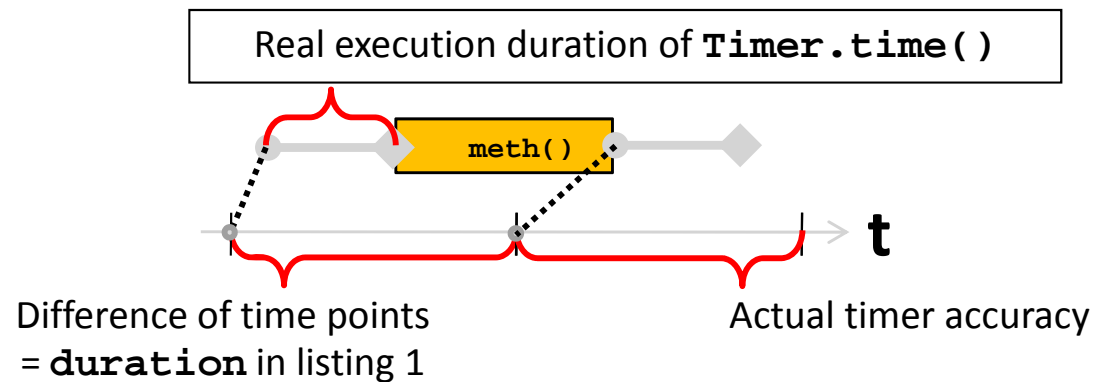 Real execution duration of Timer.time()
meth()
t
Difference of time points
= duration in listing 1
Actual timer accuracy